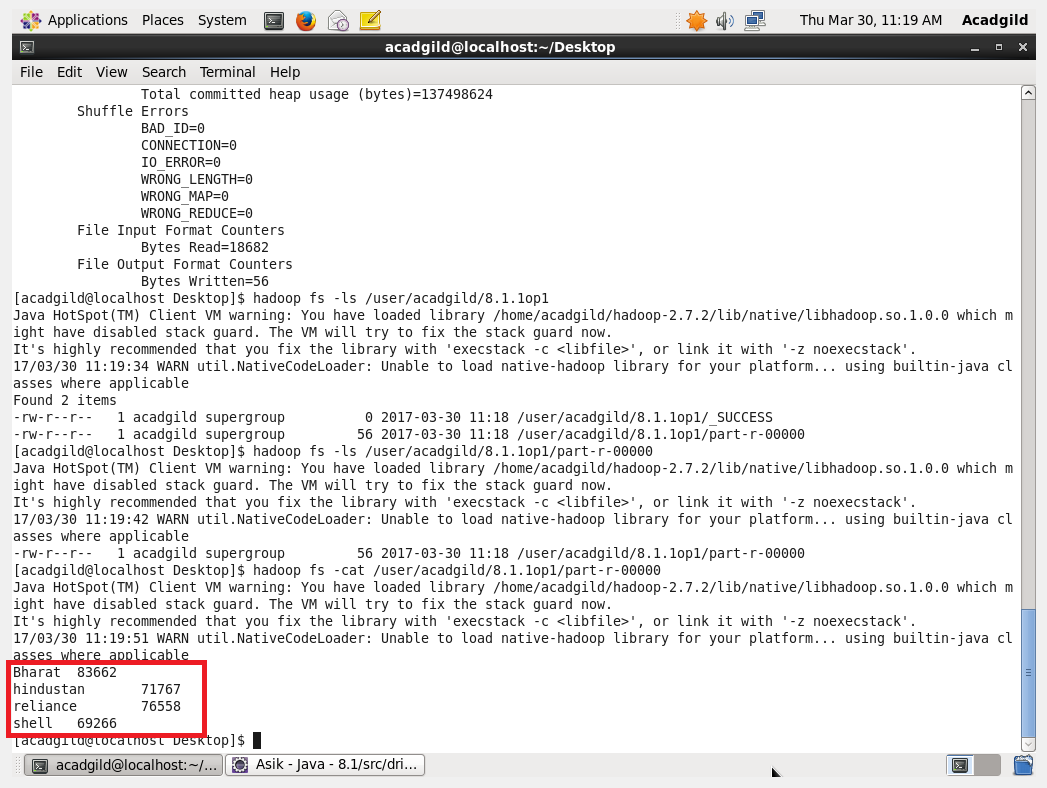 Applications Places System Thu Mar 30, 11:19 AM Acadgild
acadgild@localhost:~/Desktop
File Edit View Search Terminal Help
Total committed heap usage (bytes)=137498624
Shuffle Errors
BAD_ID=0
CONNECTION=0
IO_ERROR=0
WRONG_LENGTH=0
WRONG_MAP=0
WRONG_REDUCE=0
File Input Format Counters
Bytes Read=18682
File Output Format Counters
Bytes Written=56
[acadgild@localhost Desktop]$ hadoop fs -ls /user/acadgild/8.1.1op1
Java HotSpot(TM) Client VM warning: You have loaded library /home/acadgild/hadoop-2.7.2/lib/native/libhadoop.so.1.0.0 which m
ight have disabled stack guard. The VM will try to fix the stack guard now.
It's highly recommended that you fix the library with 'execstack -c <libfile>', or link it with '-z noexecstack'.
17/03/30 11:19:34 WARN util.NativeCodeLoader: Unable to load native-hadoop library for your platform... using builtin-java cl
asses where applicable
Found 2 items
-rw-r--r--   1 acadgild supergroup          0 2017-03-30 11:18 /user/acadgild/8.1.1op1/_SUCCESS
-rw-r--r--   1 acadgild supergroup         56 2017-03-30 11:18 /user/acadgild/8.1.1op1/part-r-00000
[acadgild@localhost Desktop]$ hadoop fs -ls /user/acadgild/8.1.1op1/part-r-00000
Java HotSpot(TM) Client VM warning: You have loaded library /home/acadgild/hadoop-2.7.2/lib/native/libhadoop.so.1.0.0 which m
ight have disabled stack guard. The VM will try to fix the stack guard now.
It's highly recommended that you fix the library with 'execstack -c <libfile>', or link it with '-z noexecstack'.
17/03/30 11:19:42 WARN util.NativeCodeLoader: Unable to load native-hadoop library for your platform... using builtin-java cl
asses where applicable
-rw-r--r--   1 acadgild supergroup         56 2017-03-30 11:18 /user/acadgild/8.1.1op1/part-r-00000
[acadgild@localhost Desktop]$ hadoop fs -cat /user/acadgild/8.1.1op1/part-r-00000
Java HotSpot(TM) Client VM warning: You have loaded library /home/acadgild/hadoop-2.7.2/lib/native/libhadoop.so.1.0.0 which m
ight have disabled stack guard. The VM will try to fix the stack guard now.
It's highly recommended that you fix the library with 'execstack -c <libfile>', or link it with '-z noexecstack'.
17/03/30 11:19:51 WARN util.NativeCodeLoader: Unable to load native-hadoop library for your platform... using builtin-java cl
asses where applicable
Bharat  83662
hindustan       71767
reliance        76558
shell   69266
[acadgild@localhost Desktop]$
acadgild@localhost:~/... Asik - Java - 8.1/src/dri...